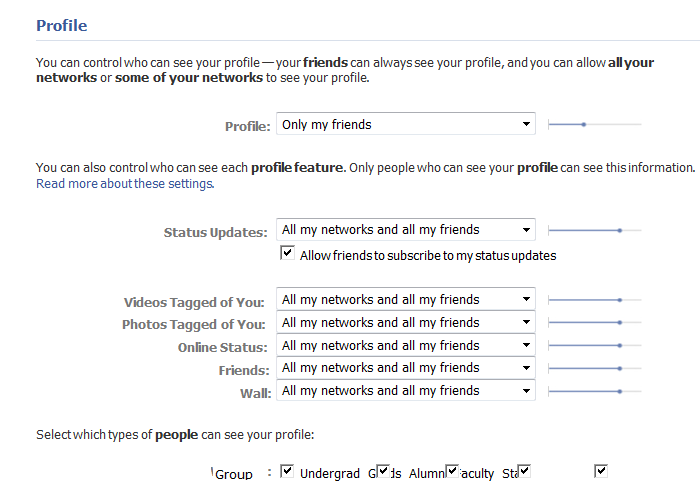 Profile
You can control who can see your profile — your friends can always see your profile, and you can allow all your
networks or some of your networks to see your profile.
Profile: Only my friends
You can also control who can see each profile feature. Only people who can see your profile can see this information.
Read more about these settings.
Status Updates: All my networks and all my friends
Allow friends to subscribe to my status updates
Videos Tagged of You: All my networks and all my friends
Photos Tagged of You: All my networks and all my friends
Online Status: All my networks and all my friends
Friends: All my networks and all my friends
Wall: All my networks and all my friends
Select which types of people can see your profile:
Group : Undergrad Alumn